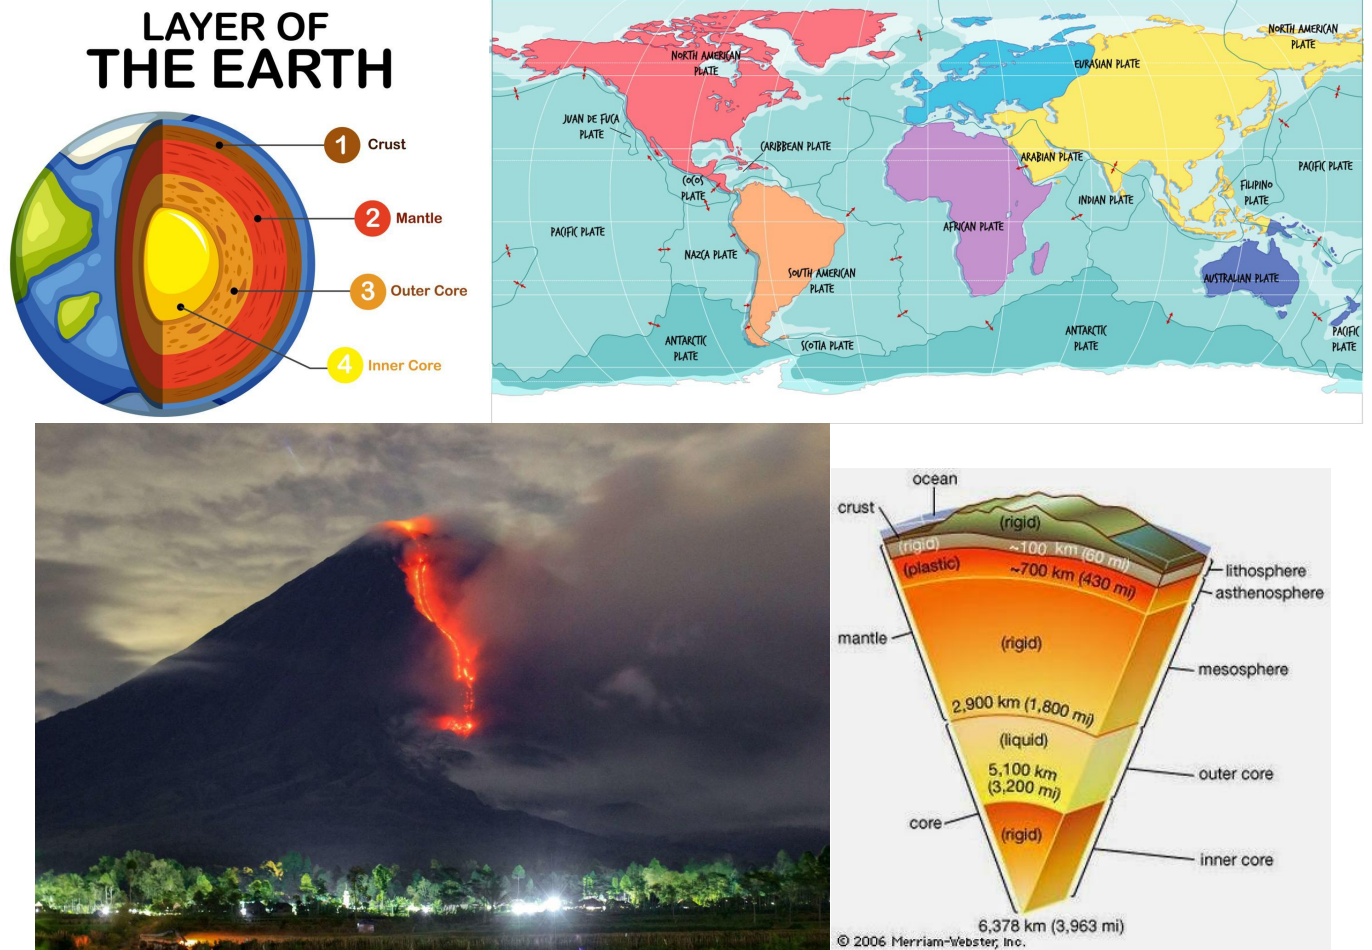 LAYER OF
THE EARTH
1 Crust
2 Mantle
3 Outer Core
4 Inner Core
NORTH AMERICAN
PLATE
EURASIAN PLATE
NORTH AMERICAN
PLATE
JUAN DE FUCA
PLATE
CARIBBEAN PLATE
ARABIAN PLATE
PACIFIC PLATE
COCOS
PLATE
INDIAN PLATE
FILIPINO
PLATE
PACIFIC PLATE
AFRICAN PLATE
NAZCA PLATE
SOUTH AMERICAN
PLATE
AUSTRALIAN PLATE
ANTARCTIC
PLATE
SCOTIA PLATE
ANTARCTIC
PLATE
PACIFIC
PLATE
ocean
crust
(rigid)
(rigid)
~100 km (60 mi)
(plastic)
~700 km (430 mi)
lithosphere
asthenosphere
mantle
(rigid)
mesosphere
2,900 km (1,800 mi)
(liquid)
5,100 km
(3,200 mi)
outer core
core
(rigid)
inner core
6,378 km (3,963 mi)
© 2006 Merriam-Webster, Inc.